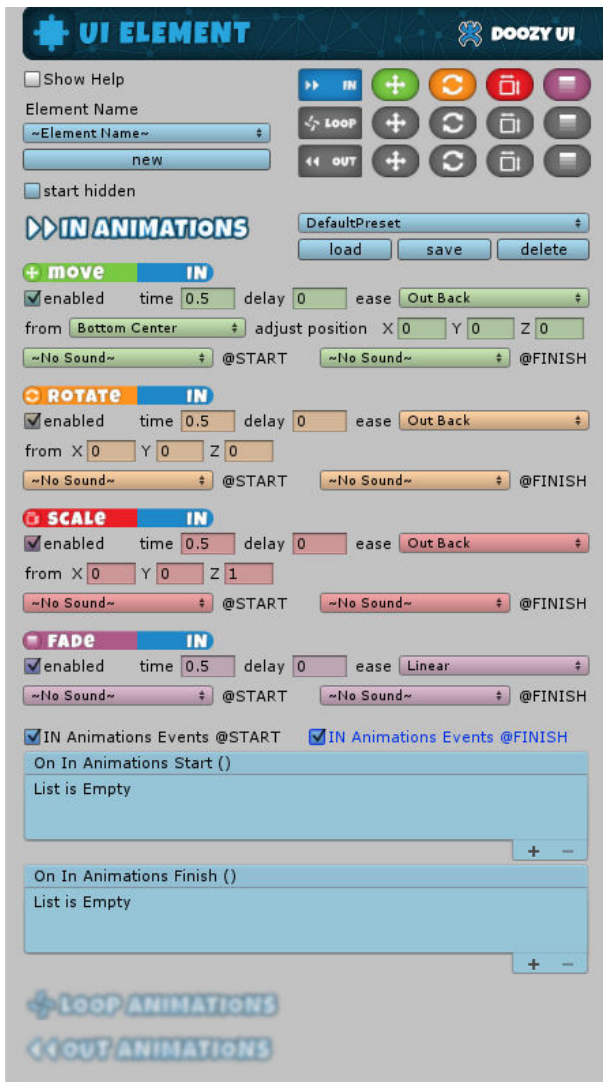 UI ELEMENT DOOZY UI
Show Help
IN
Element Name
LOOP
~Element Name~
new
OUT
start hidden
IN ANIMATIONS
DefaultPreset
load save delete
MOVE IN
enabled time 0.5 delay 0 ease Out Back
from Bottom Center adjust position X 0 Y 0 Z 0
~No Sound~ @START ~No Sound~ @FINISH
ROTATE IN
enabled time 0.5 delay 0 ease Out Back
from X 0 Y 0 Z 0
~No Sound~ @START ~No Sound~ @FINISH
SCALE IN
enabled time 0.5 delay 0 ease Out Back
from X 0 Y 0 Z 1
~No Sound~ @START ~No Sound~ @FINISH
FADE IN
enabled time 0.5 delay 0 ease Linear
~No Sound~ @START ~No Sound~ @FINISH
IN Animations Events @START IN Animations Events @FINISH
On In Animations Start ()
List is Empty
+ −
On In Animations Finish ()
List is Empty
+ −
LOOP ANIMATIONS
OUT ANIMATIONS